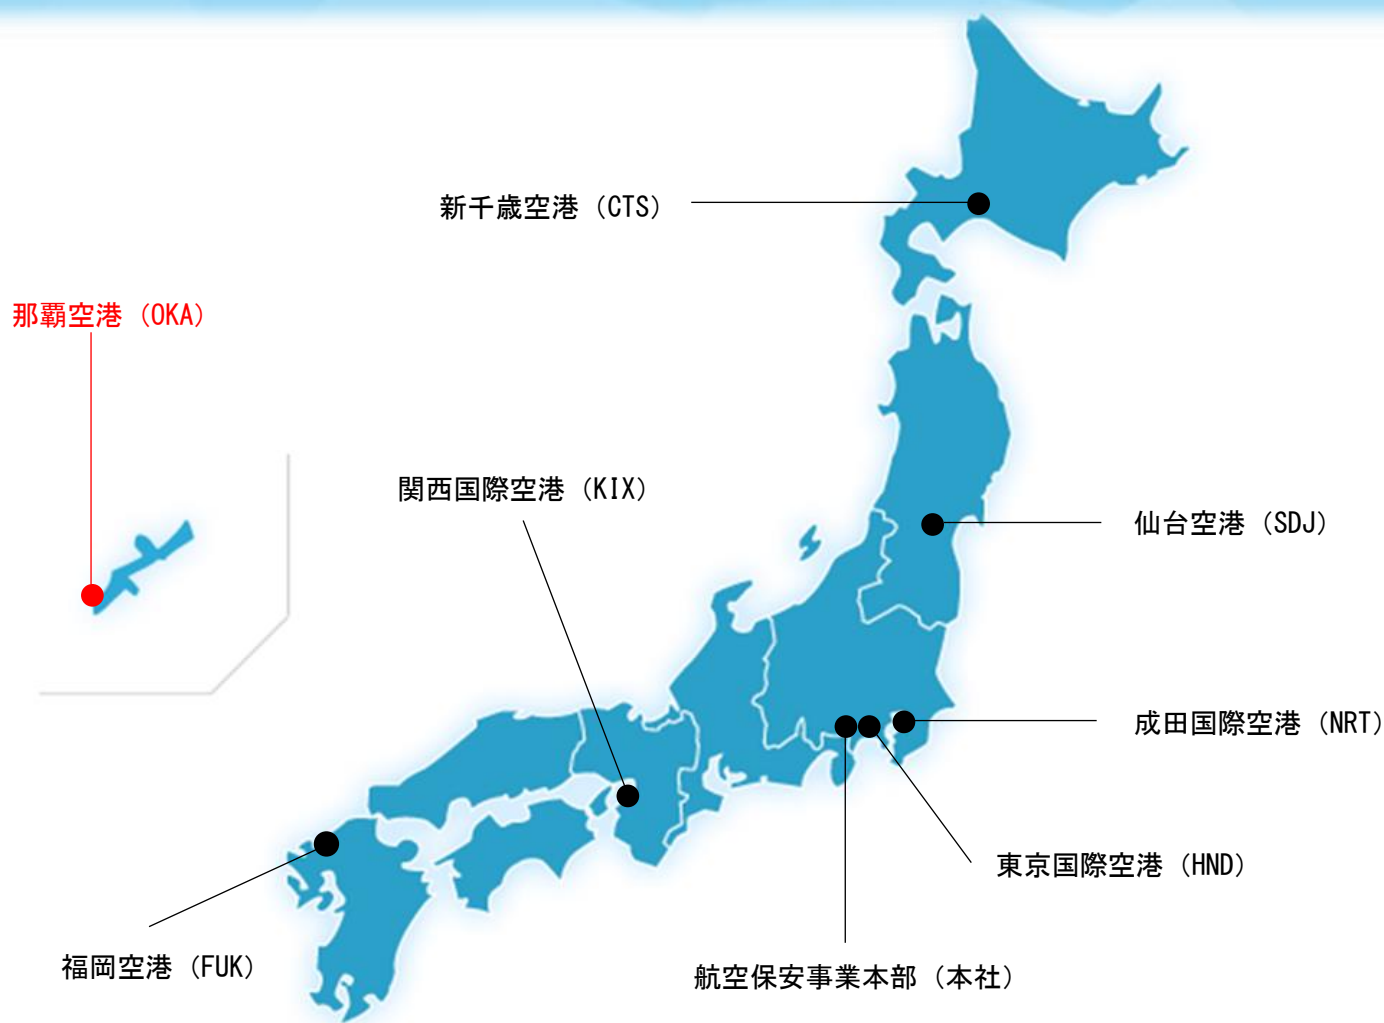 新千歳空港（CTS）
那覇空港（OKA）
関西国際空港（KIX）
仙台空港（SDJ）
成田国際空港（NRT）
東京国際空港（HND）
福岡空港（FUK）
航空保安事業本部（本社）